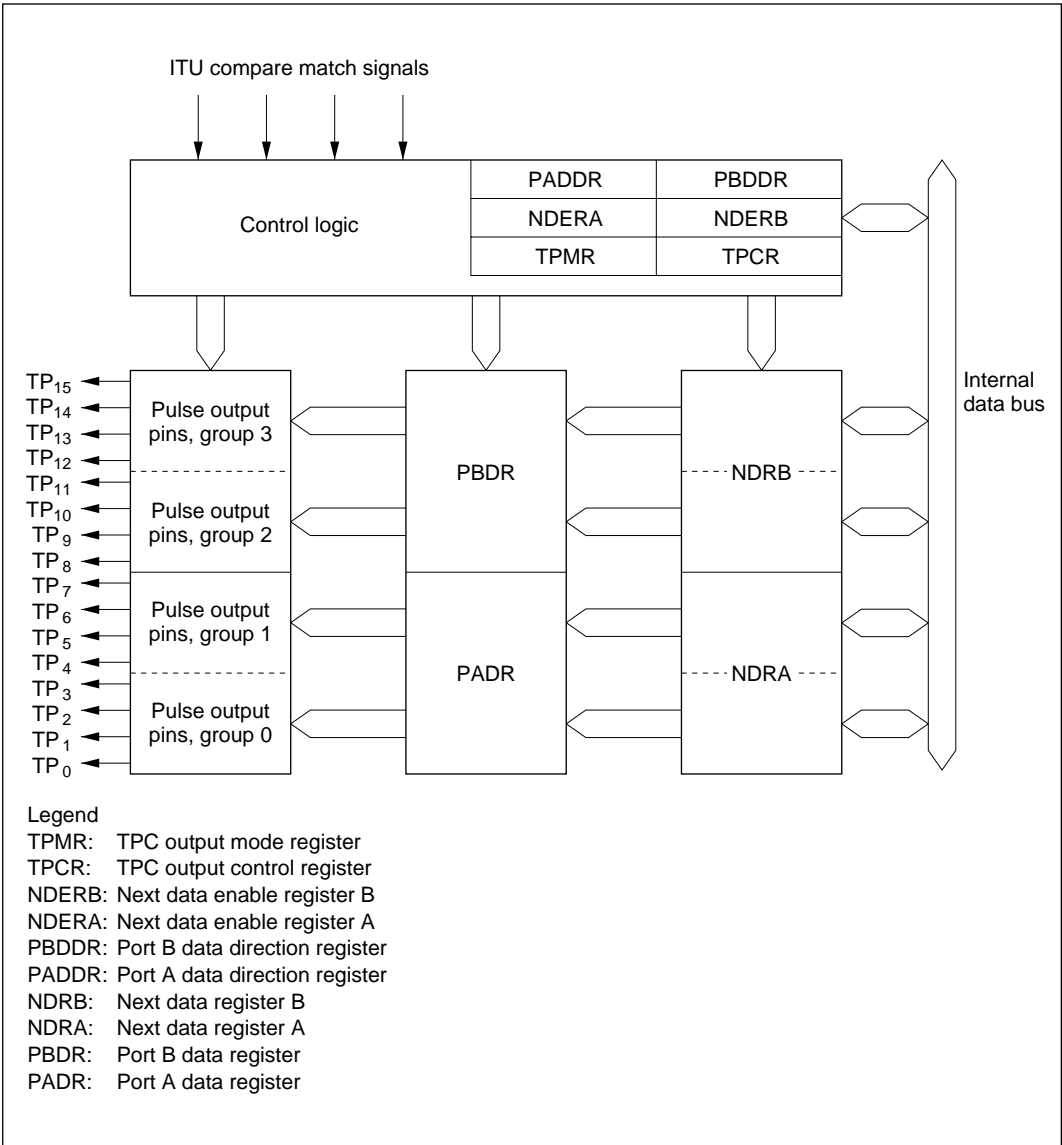 ITU compare match signals
Control logic
PADDR
PBDDR
NDERA
NDERB
TPMR
TPCR
Internal
data bus
TP15
TP14
TP13
TP12
TP11
TP10
TP9
TP8
TP7
TP6
TP5
TP4
TP3
TP2
TP1
TP0
Pulse output
pins, group 3
Pulse output
pins, group 2
Pulse output
pins, group 1
Pulse output
pins, group 0
PBDR
PADR
NDRB
NDRA
Legend
TPMR: TPC output mode register
TPCR: TPC output control register
NDERB: Next data enable register B
NDERA: Next data enable register A
PBDDR: Port B data direction register
PADDR: Port A data direction register
NDRB: Next data register B
NDRA: Next data register A
PBDR: Port B data register
PADR: Port A data register